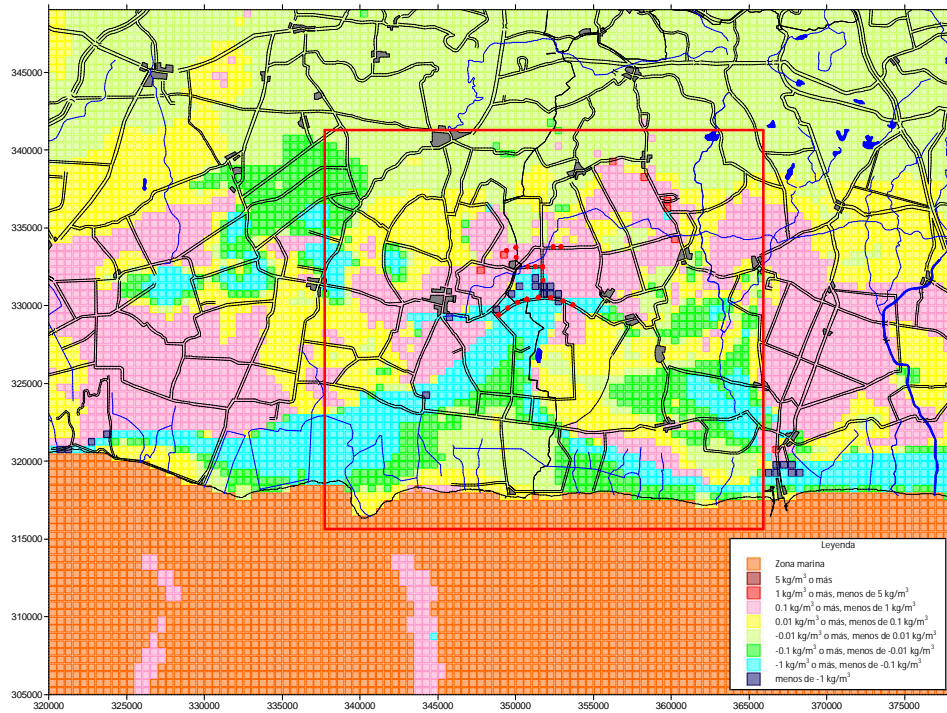 345000
340000
335000
330000
325000
320000
315000
310000
305000
320000
325000
330000
335000
340000
345000
350000
355000
360000
365000
370000
375000
Leyenda
Zona marina
5 kg/m³ o más
1 kg/m³ o más, menos de 5 kg/m³
0.1 kg/m³ o más, menos de 1 kg/m³
0.01 kg/m³ o más, menos de 0.1 kg/m³
-0.01 kg/m³ o más, menos de 0.01 kg/m³
-0.1 kg/m³ o más, menos de -0.01 kg/m³
-1 kg/m³ o más, menos de -0.1 kg/m³
menos de -1 kg/m³